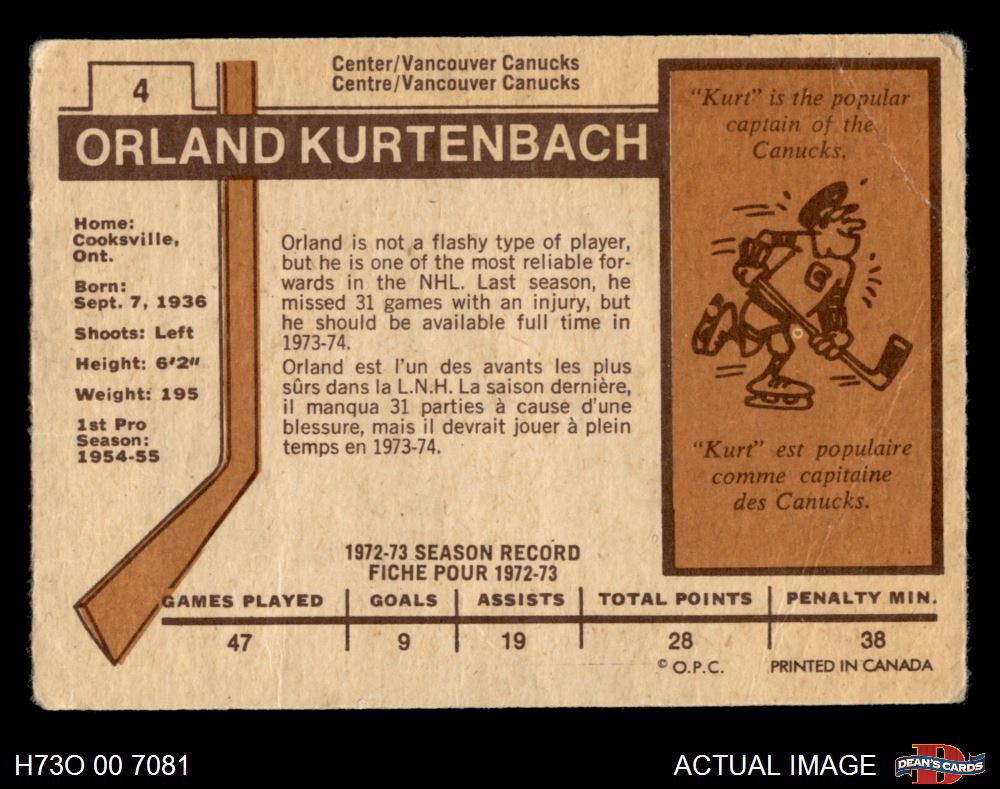 4
Center/Vancouver Canucks
Centre/Vancouver Canucks
ORLAND KURTENBACH
Home:
Cooksville,
Ont.
Born:
Sept. 7, 1936
Shoots: Left
Height: 6'2"
Weight: 195
1st Pro
Season:
1954-55
Orland is not a flashy type of player,
but he is one of the most reliable for-
wards in the NHL. Last season, he
missed 31 games with an injury, but
he should be available full time in
1973-74.
Orland est l'un des avants les plus
sûrs dans la L.N.H. La saison dernière,
il manqua 31 parties à cause d'une
blessure, mais il devrait jouer à plein
temps en 1973-74.
"Kurt" is the popular
captain of the
Canucks.
C
"Kurt" est populaire
comme capitaine
des Canucks.
1972-73 SEASON RECORD
FICHE POUR 1972-73
GAMES PLAYED GOALS ASSISTS TOTAL POINTS PENALTY MIN.
47 9 19 28 38
© O.P.C. PRINTED IN CANADA
H73O 00 7081
ACTUAL IMAGE
D
DEAN'S CARDS